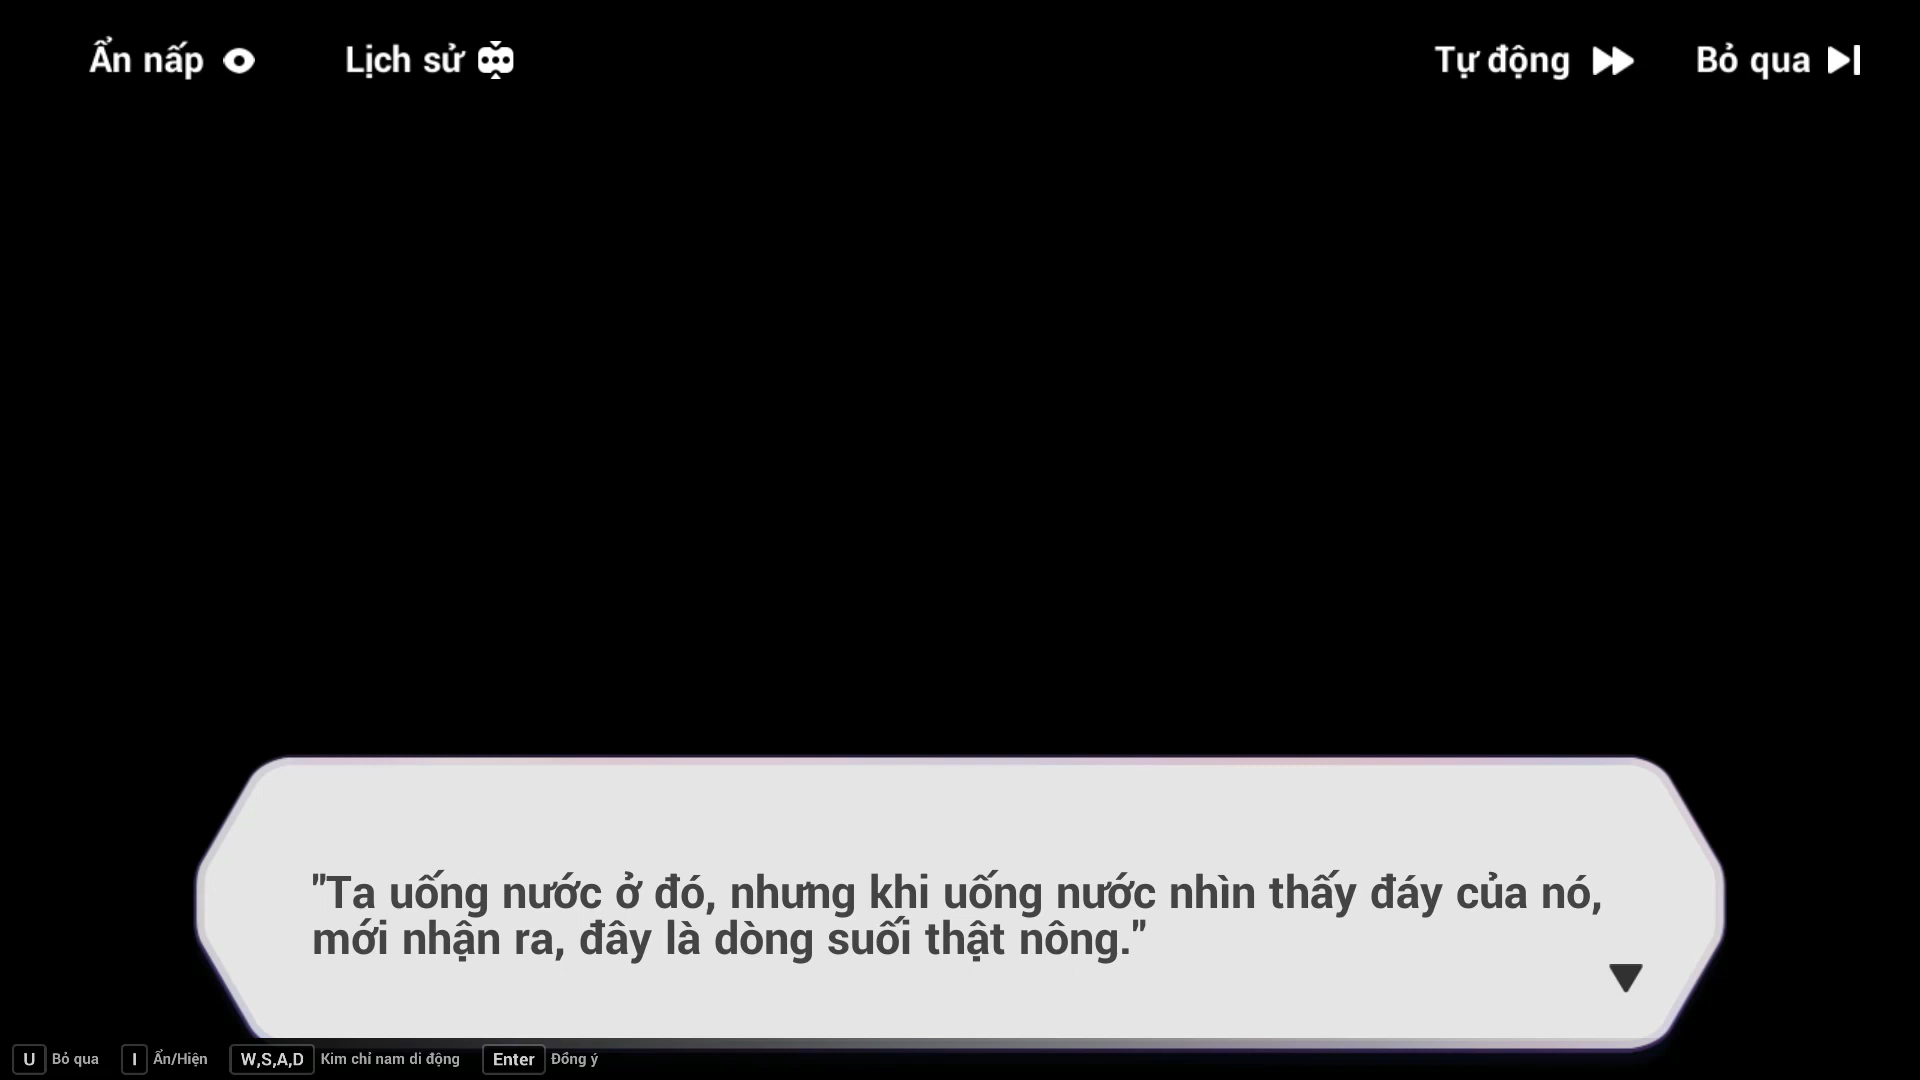 Ẩn nấp
Lịch sử
Tự động
Bỏ qua
"Ta uống nước ở đó, nhưng khi uống nước nhìn thấy đáy của nó,
mới nhận ra, đây là dòng suối thật nông."
U Bỏ qua I Ẩn/Hiện W,S,A,D Kim chỉ nam di động Enter Đồng ý